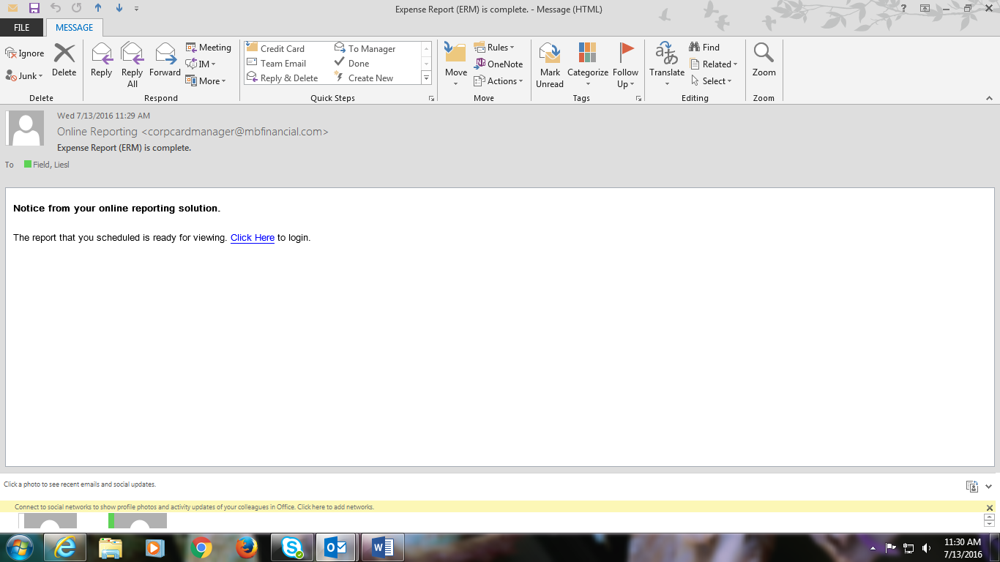 Expense Report (ERM) is complete. - Message (HTML)
?
FILE
MESSAGE
Ignore
Junk
Delete
Delete
Reply
Reply All
Forward
Meeting
IM
More
Respond
Credit Card
To Manager
Team Email
Done
Reply & Delete
Create New
Quick Steps
Move
Rules
OneNote
Actions
Move
Mark Unread
Categorize
Follow Up
Tags
Translate
Find
Related
Select
Editing
Zoom
Zoom
Wed 7/13/2016 11:29 AM
Online Reporting <corpcardmanager@mbfinancial.com>
Expense Report (ERM) is complete.
To Field, Liesl
Notice from your online reporting solution.
The report that you scheduled is ready for viewing. Click Here to login.
Click a photo to see recent emails and social updates.
Connect to social networks to show profile photos and activity updates of your colleagues in Office. Click here to add networks.
11:30 AM
7/13/2016